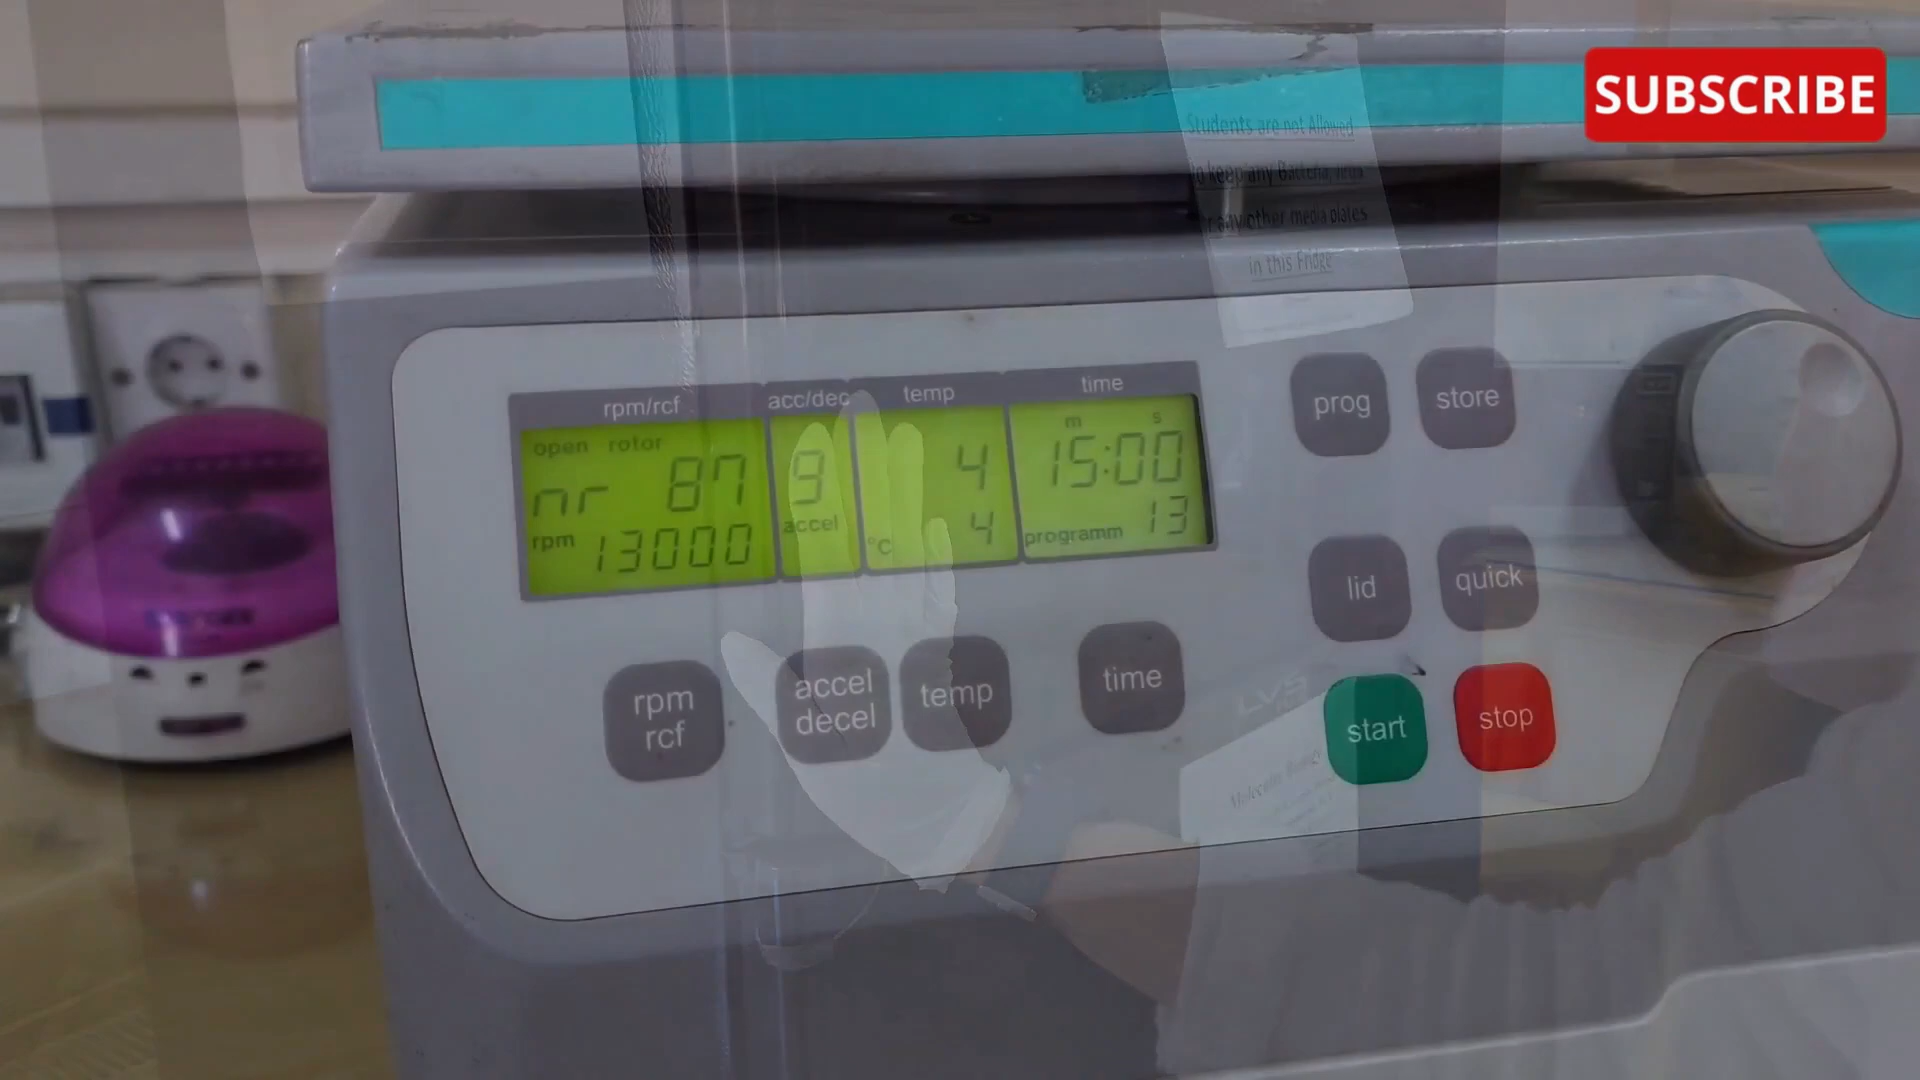 SUBSCRIBE
Students are not Allowed
to keep any Bacteria,
any other media plates
in this Fridge
rpm/rcf
acc/dec
temp
time
open rotor
m s
nr 87
9
4
15:00
rpm 13000
accel
°C 4
programm 13
prog
store
lid
quick
rpm
rcf
accel
decel
temp
time
start
stop
Molecular Biology